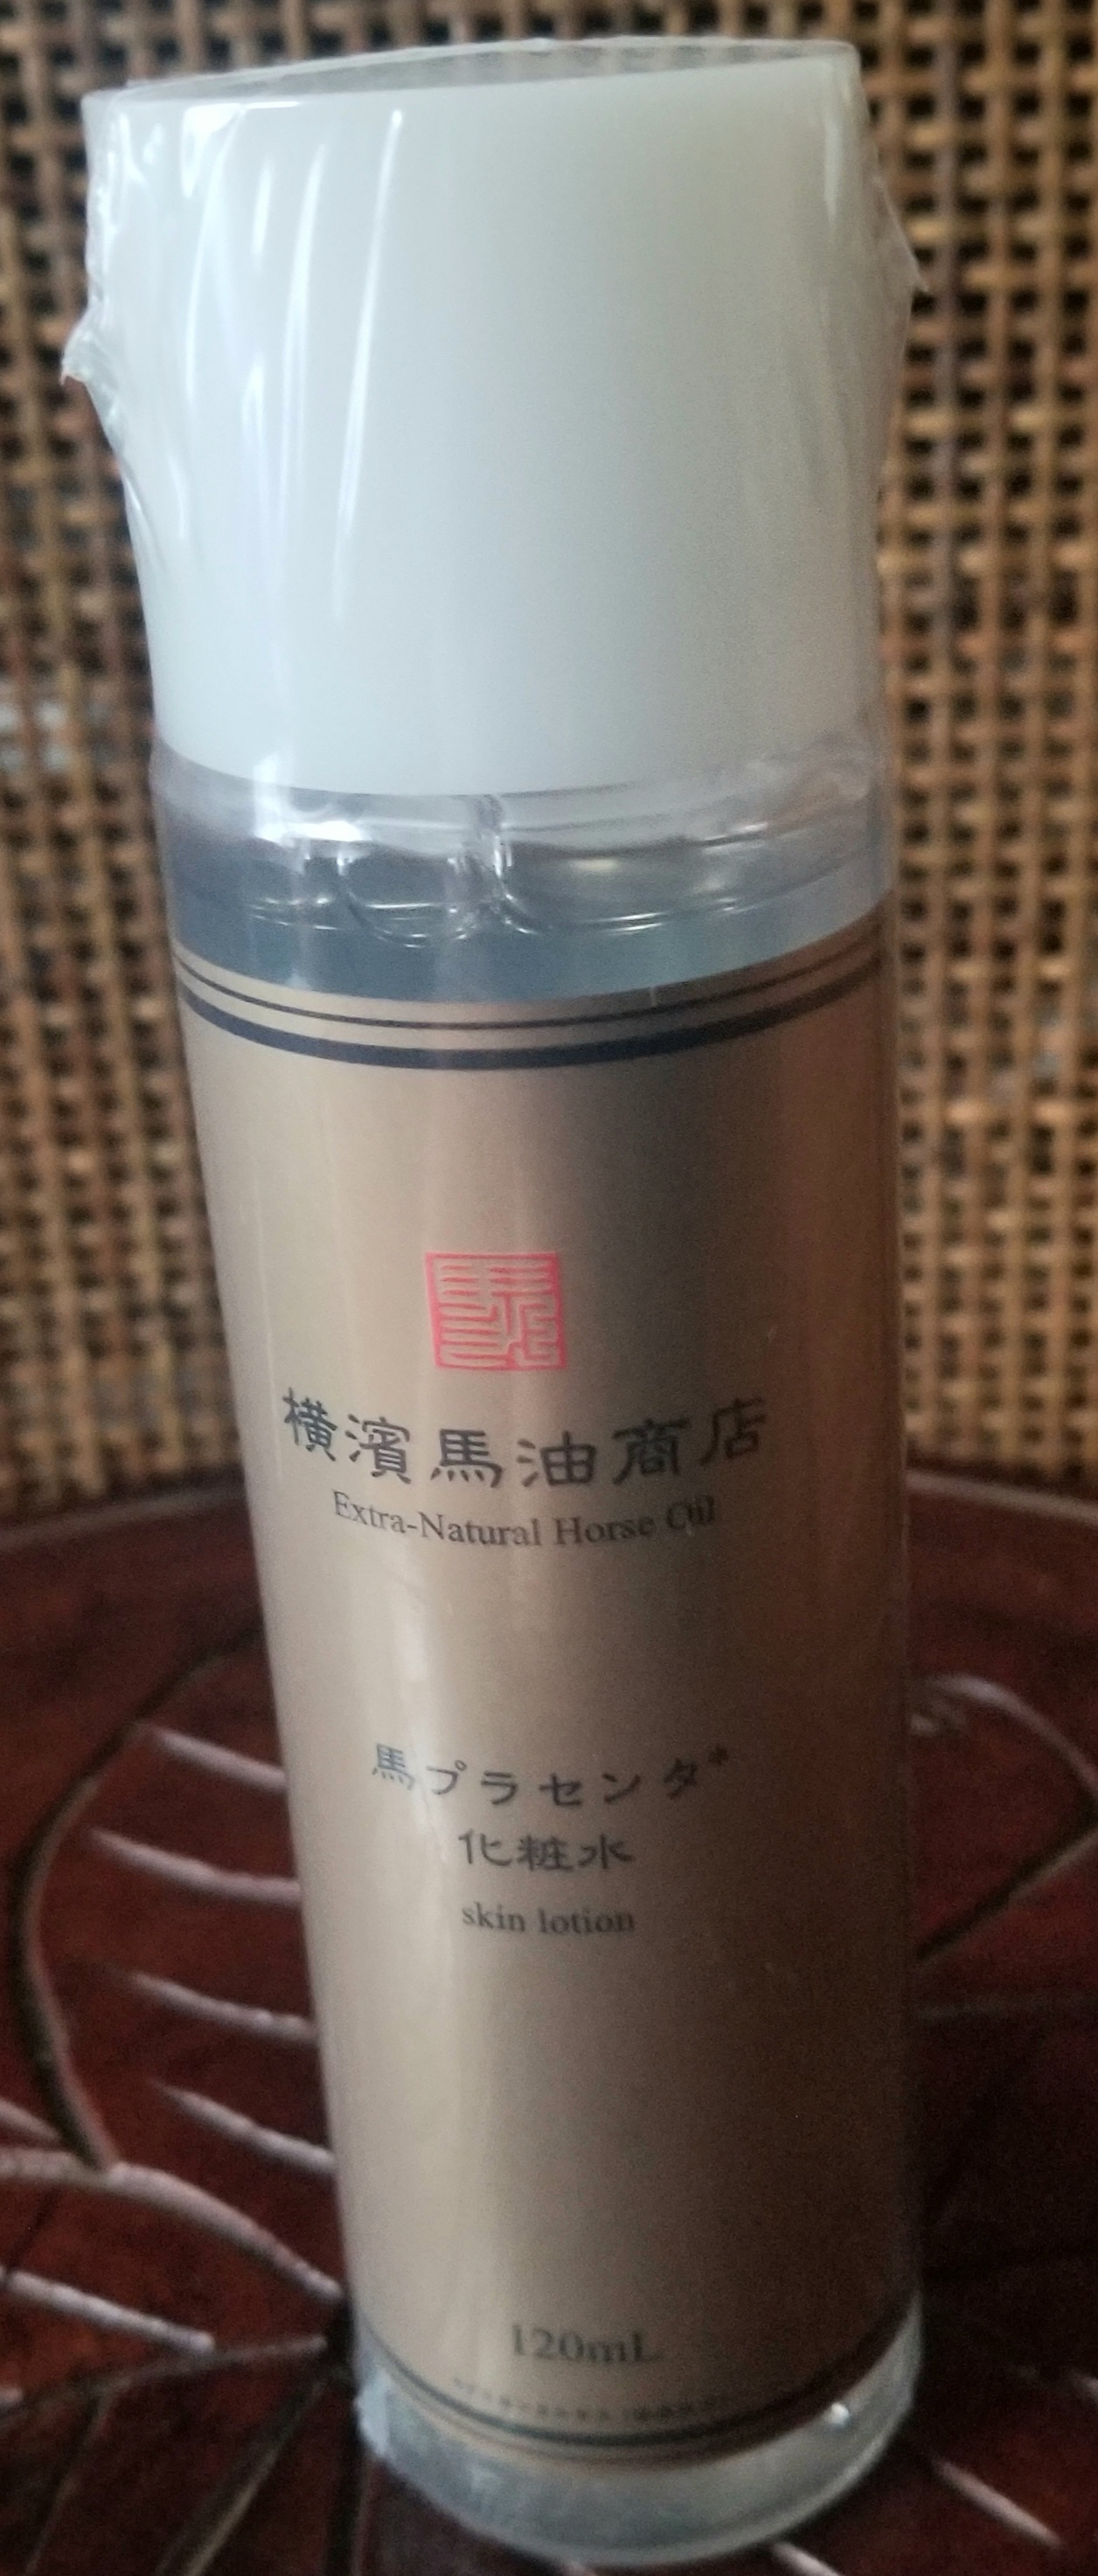 横濱馬油商店
Extra-Natural Horse Oil
馬プラセンタ*
化粧水
skin lotion
120mL